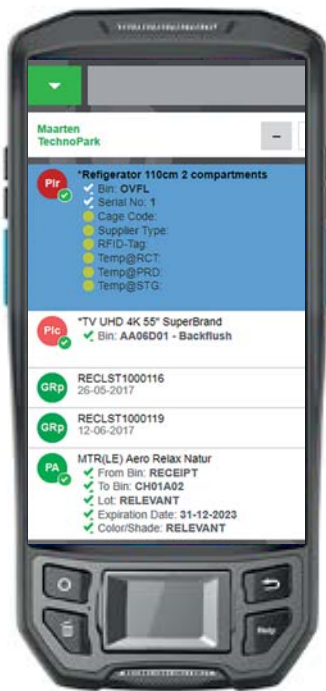 Maarten
TechnoPark
–
Plr
*Refigerator 110cm 2 compartments
Bin: OVFL
Serial No: 1
Cage Code:
Supplier Type:
RFID-Tag:
Temp@RCT:
Temp@PRD:
Temp@STG:
Plc
*TV UHD 4K 55" SuperBrand
Bin: AA06D01 - Backflush
GRp
RECLST1000116
26-05-2017
GRp
RECLST1000119
12-06-2017
PA
MTR(LE) Aero Relax Natur
From Bin: RECEIPT
To Bin: CH01A02
Lot: RELEVANT
Expiration Date: 31-12-2023
Color/Shade: RELEVANT
Help